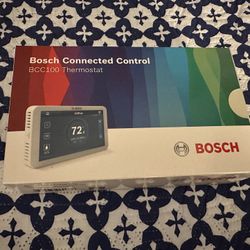 Bosch Connected Control
BCC100 Thermostat
72
BOSCH